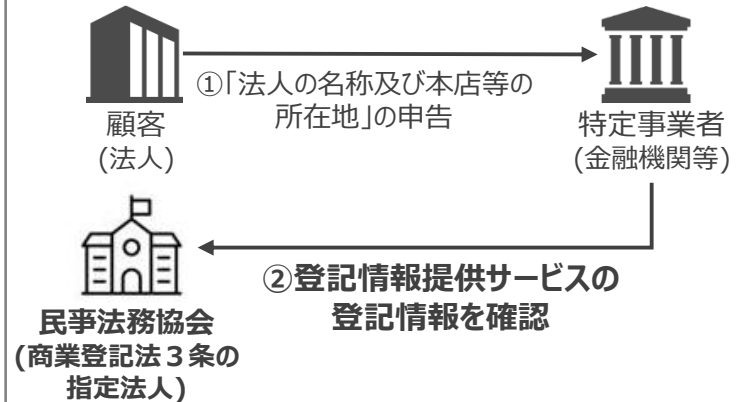 ①「法人の名称及び本店等の
所在地」の申告
顧客
(法人)
特定事業者
(金融機関等)
②登記情報提供サービスの
登記情報を確認
民事法務協会
(商業登記法３条の
指定法人)